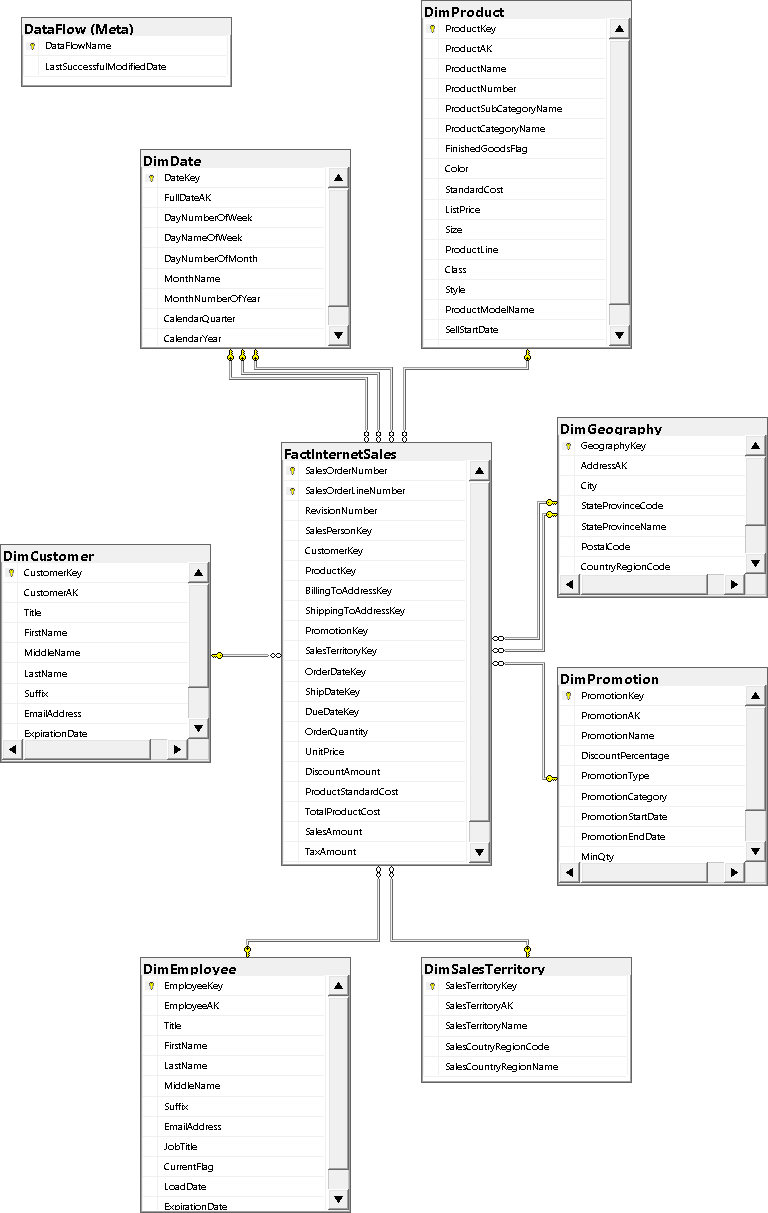 DataFlow (Meta)
DataFlowName
LastSuccessfulModifiedDate
DimProduct
ProductKey
ProductAK
ProductName
ProductNumber
ProductSubCategoryName
ProductCategoryName
FinishedGoodsFlag
Color
StandardCost
ListPrice
Size
ProductLine
Class
Style
ProductModelName
SellStartDate
DimDate
DateKey
FullDateAK
DayNumberOfWeek
DayNameOfWeek
DayNumberOfMonth
MonthName
MonthNumberOfYear
CalendarQuarter
CalendarYear
DimGeography
GeographyKey
AddressAK
City
StateProvinceCode
StateProvinceName
PostalCode
CountryRegionCode
FactInternetSales
SalesOrderNumber
SalesOrderLineNumber
RevisionNumber
SalesPersonKey
CustomerKey
ProductKey
BillingToAddressKey
ShippingToAddressKey
PromotionKey
SalesTerritoryKey
OrderDateKey
ShipDateKey
DueDateKey
OrderQuantity
UnitPrice
DiscountAmount
ProductStandardCost
TotalProductCost
SalesAmount
TaxAmount
DimCustomer
CustomerKey
CustomerAK
Title
FirstName
MiddleName
LastName
Suffix
EmailAddress
ExpirationDate
DimPromotion
PromotionKey
PromotionAK
PromotionName
DiscountPercentage
PromotionType
PromotionCategory
PromotionStartDate
PromotionEndDate
MinQty
DimEmployee
EmployeeKey
EmployeeAK
Title
FirstName
LastName
MiddleName
Suffix
EmailAddress
JobTitle
CurrentFlag
LoadDate
ExpirationDate
DimSalesTerritory
SalesTerritoryKey
SalesTerritoryAK
SalesTerritoryName
SalesCoutryRegionCode
SalesCountryRegionName